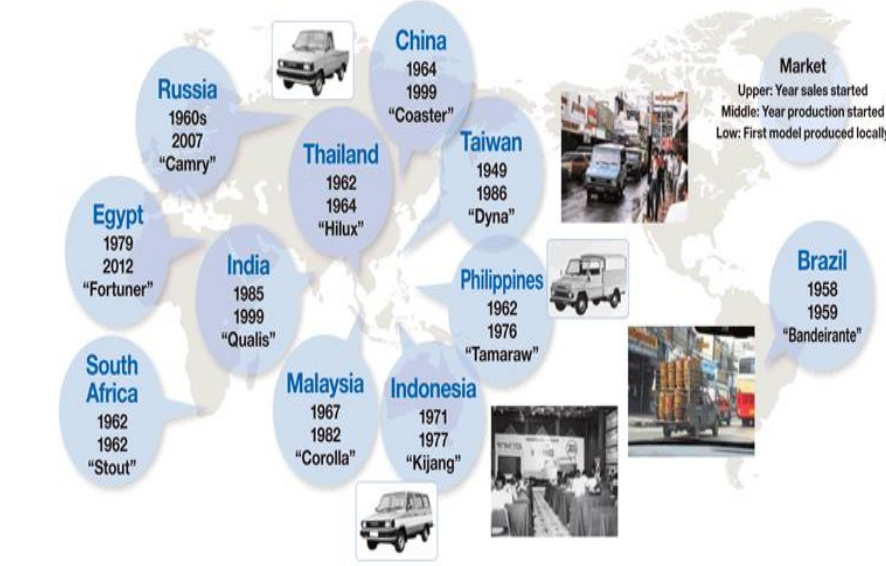 China
1964
1999
“Coaster”
Russia
1960s
2007
“Camry”
Market
Upper: Year sales started
Middle: Year production started
Low: First model produced locally
Thailand
1962
1964
“Hilux”
Taiwan
1949
1986
“Dyna”
Egypt
1979
2012
“Fortuner”
India
1985
1999
“Qualis”
Philippines
1962
1976
“Tamaraw”
Brazil
1958
1959
“Bandeirante”
South
Africa
1962
1962
“Stout”
Malaysia
1967
1982
“Corolla”
Indonesia
1971
1977
“Kijang”
TOYOTA